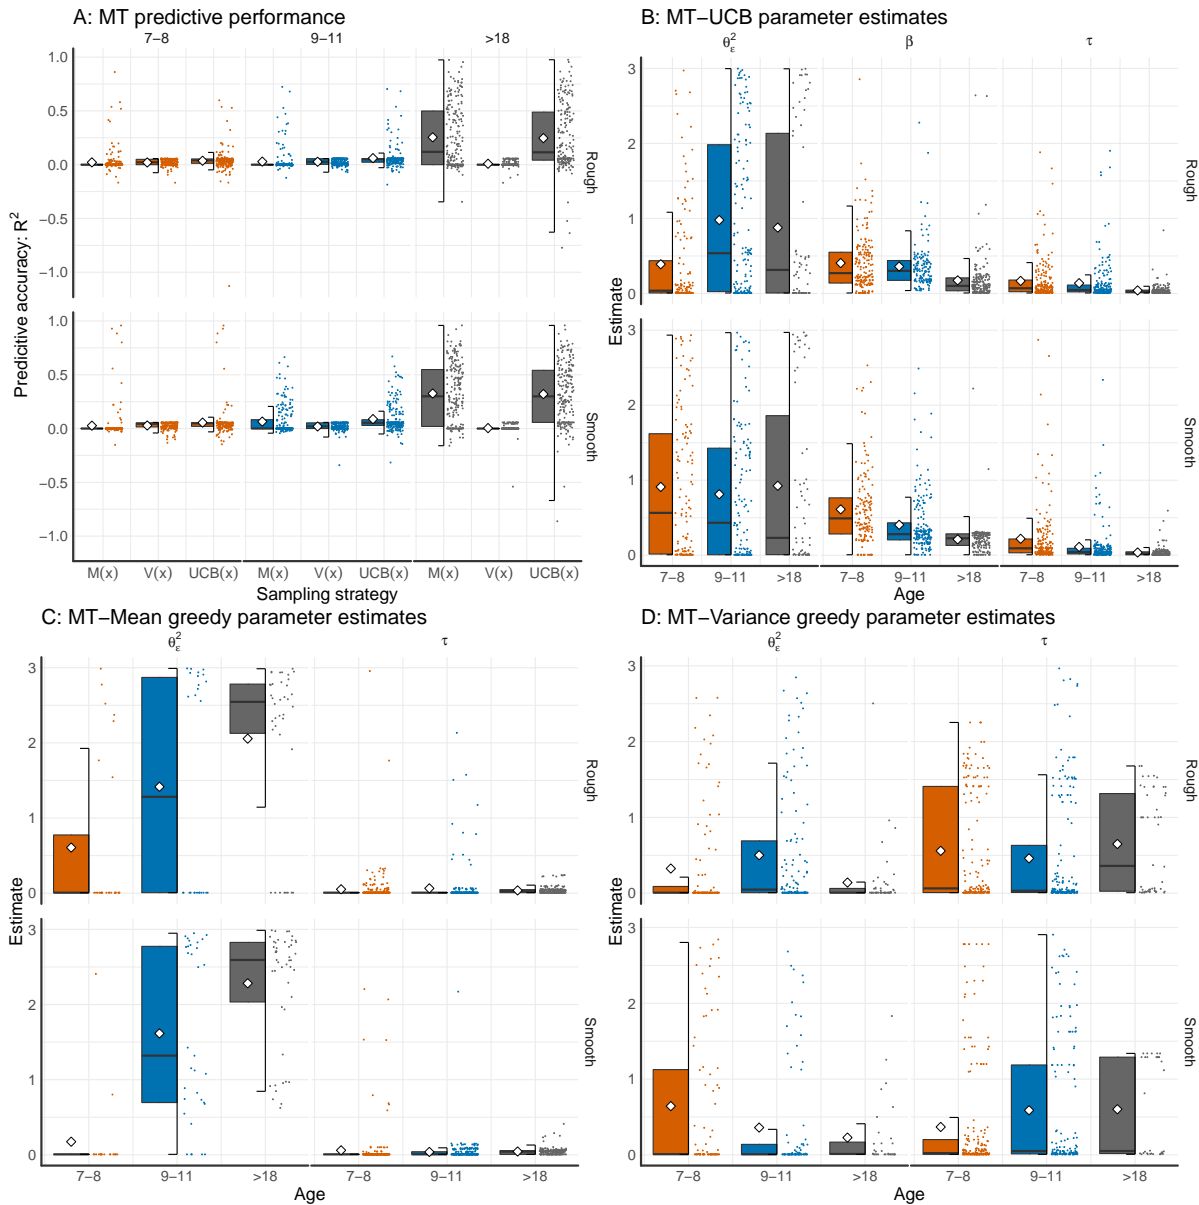 A: MT predictive performance
7−8 9−11 >18
Predicitive accuracy: R²
1.0
0.5
0.0
−0.5
−1.0
Rough
1.0
0.5
0.0
−0.5
−1.0
Smooth
M(x) V(x) UCB(x) M(x) V(x) UCB(x) M(x) V(x) UCB(x)
Sampling strategy
B: MT−UCB parameter estimates
θ²ε β τ
Estimate
3
2
1
0
Rough
3
2
1
0
Smooth
7−8 9−11 >18 7−8 9−11 >18 7−8 9−11 >18
Age
C: MT−Mean greedy parameter estimates
θ²ε τ
Estimate
3
2
1
0
Rough
3
2
1
0
Smooth
7−8 9−11 >18 7−8 9−11 >18
Age
D: MT−Variance greedy parameter estimates
θ²ε τ
Estimate
3
2
1
0
Rough
3
2
1
0
Smooth
7−8 9−11 >18 7−8 9−11 >18
Age